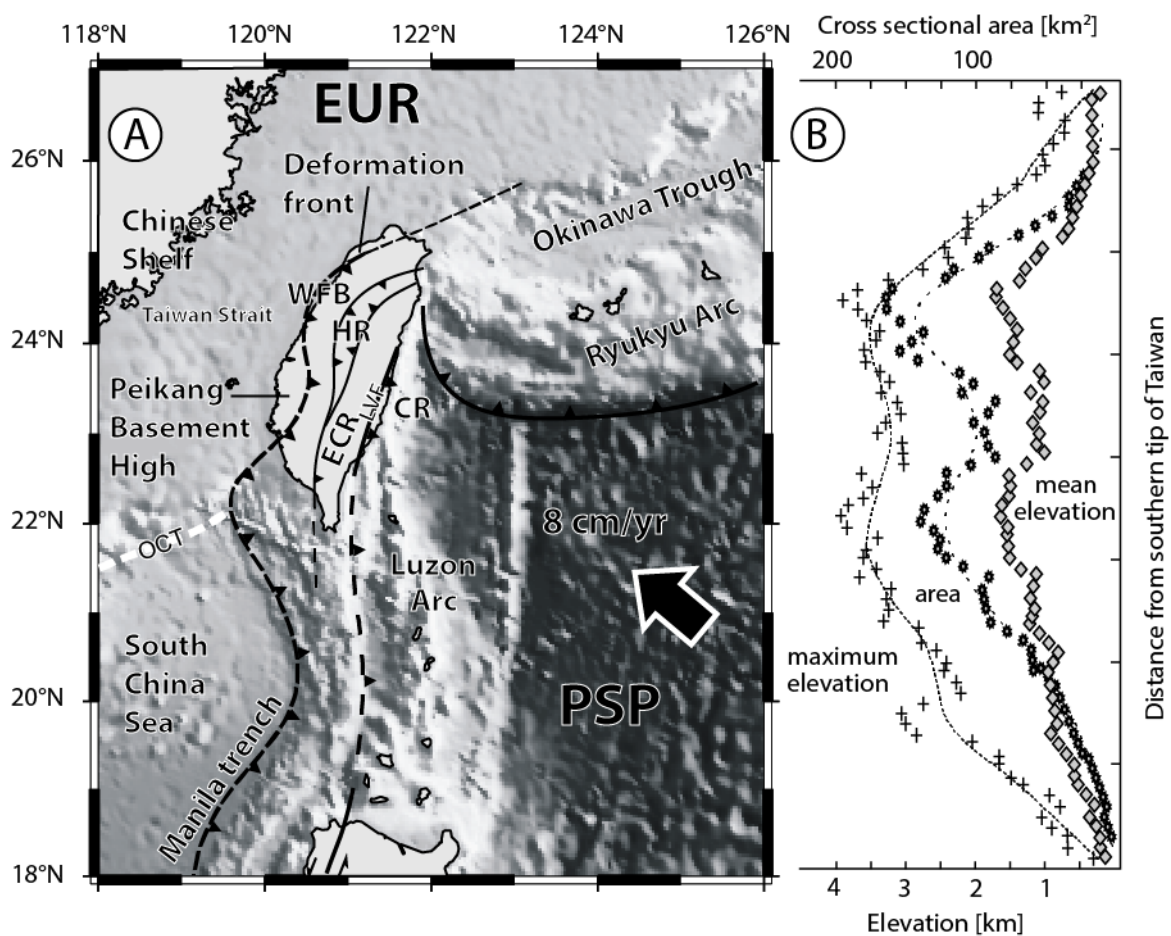 118°N 120°N 122°N 124°N 126°N
Cross sectional area [km²]
200 100
A
EUR
B
26°N
Deformation
front
Okinawa Trough
Chinese
Shelf
WFB
Taiwan Strait
HR
24°N
Ryukyu Arc
Peikang
Basement
High
ECR
LVF
CR
22°N
OCT
8 cm/yr
mean
elevation
Luzon
Arc
area
South
China
Sea
maximum
elevation
20°N
PSP
Manila trench
18°N
4 3 2 1
Elevation [km]
Distance from southern tip of Taiwan